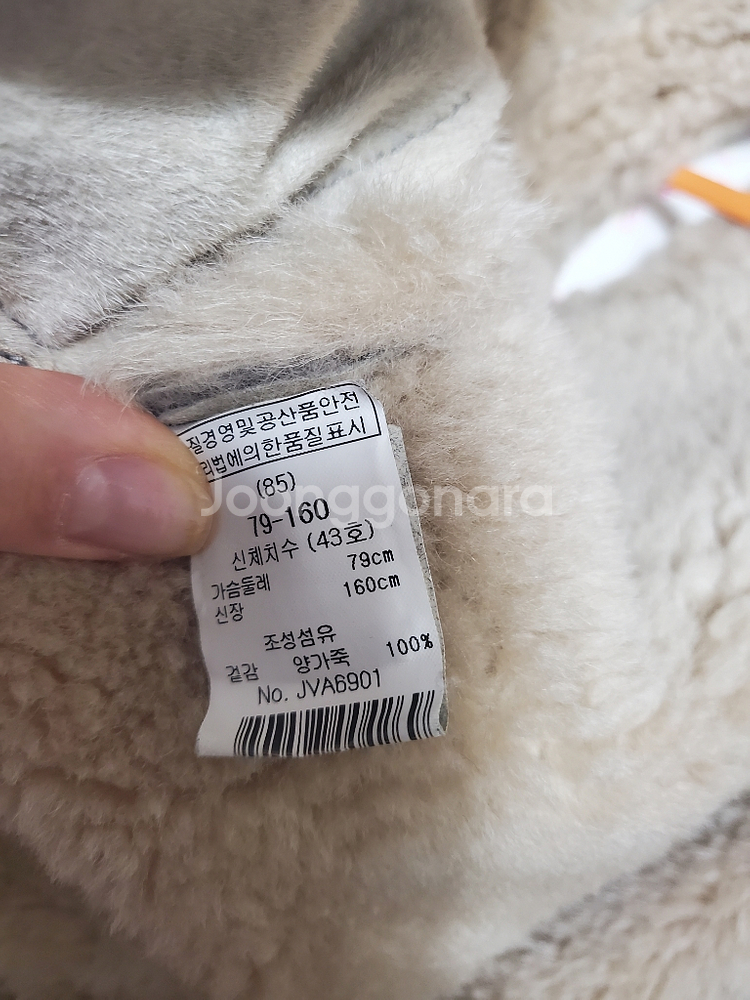 질경영및공산품안전
리법에의한품질표시
(85)
79-160
신체치수 (43호)
가슴둘레 79cm
신장 160cm
조성섬유
겉감 양가죽 100%
No. JVA6901
Joonggonara